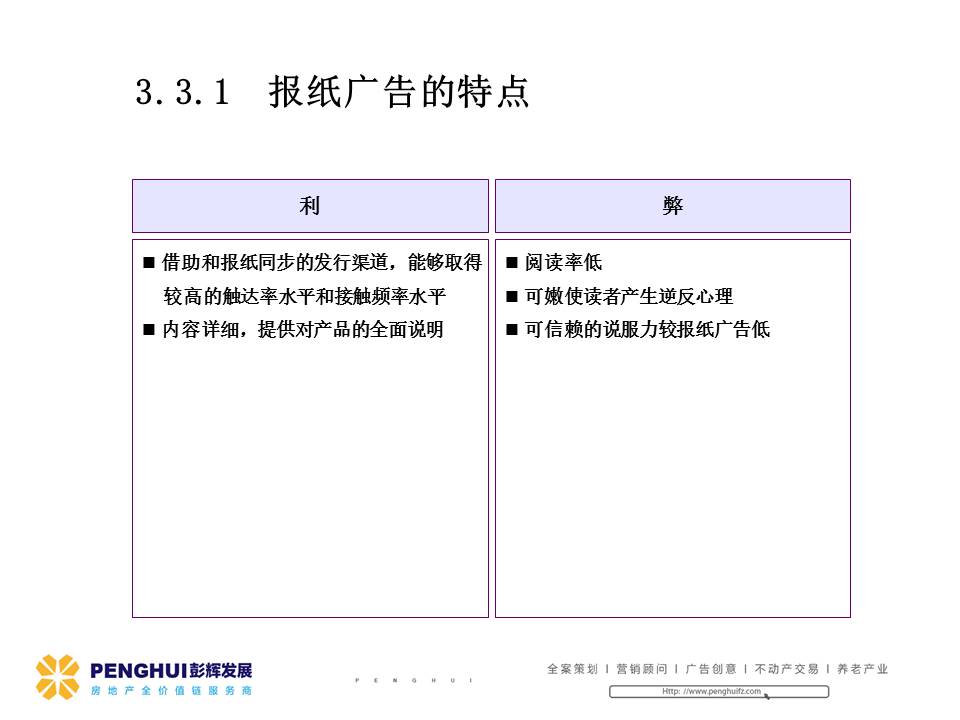 3.3.1 报纸广告的特点
利
弊
■ 借助和报纸同步的发行渠道，能够取得
较高的触达率水平和接触频率水平
■ 内容详细，提供对产品的全面说明
■ 阅读率低
■ 可嫩使读者产生逆反心理
■ 可信赖的说服力较报纸广告低
PENGHUI彭辉发展
房地产全价值链服务商
PENGHUI
全案策划 | 营销顾问 | 广告创意 | 不动产交易 | 养老产业
Http: //www.penghuifz.com